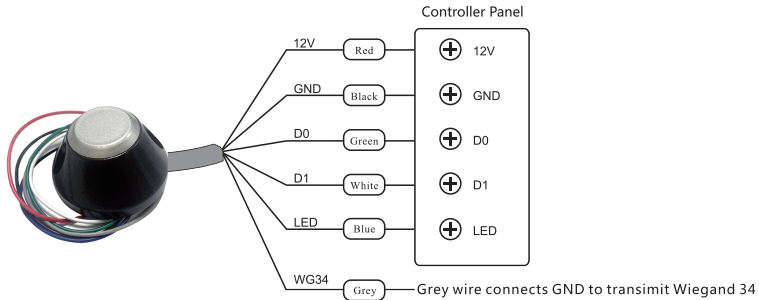 Controller Panel
12V Red 12V
GND Black GND
D0 Green D0
D1 White D1
LED Blue LED
WG34 Grey Grey wire connects GND to transimit Wiegand 34